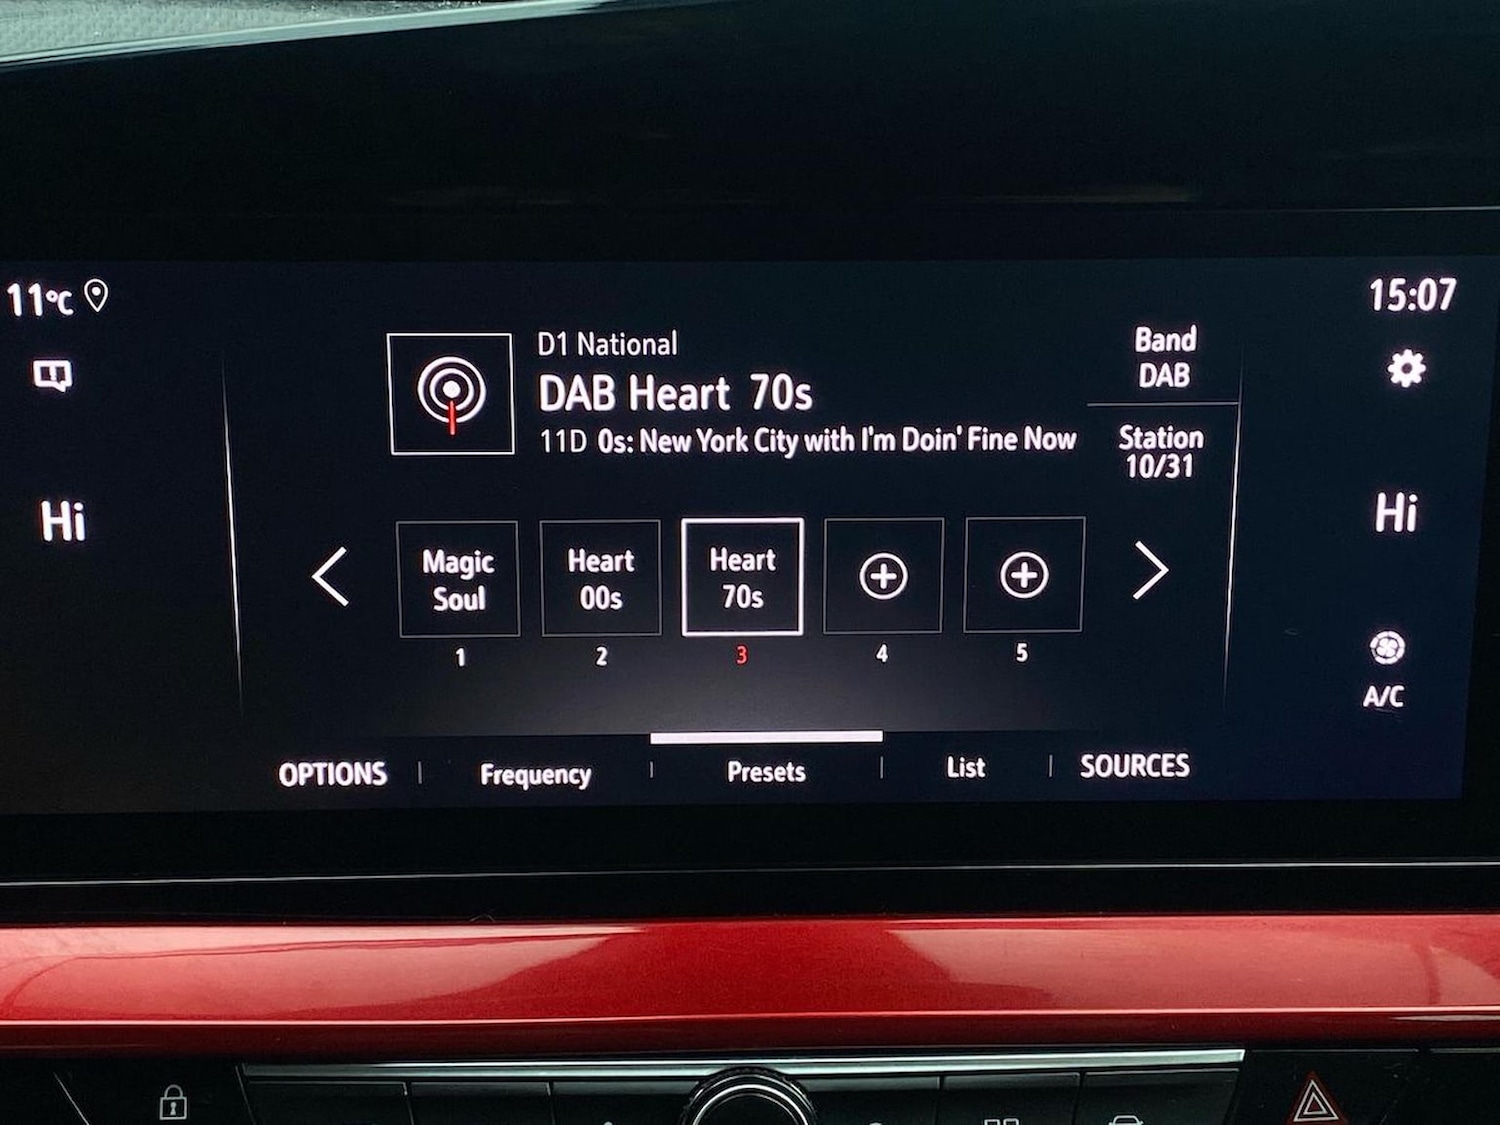 11°C
15:07
D1 National
DAB Heart 70s
11D 0s: New York City with I'm Doin' Fine Now
Band
DAB
Station
10/31
Hi
Hi
Magic
Soul
Heart
00s
Heart
70s
1
2
3
4
5
A/C
OPTIONS
Frequency
Presets
List
SOURCES